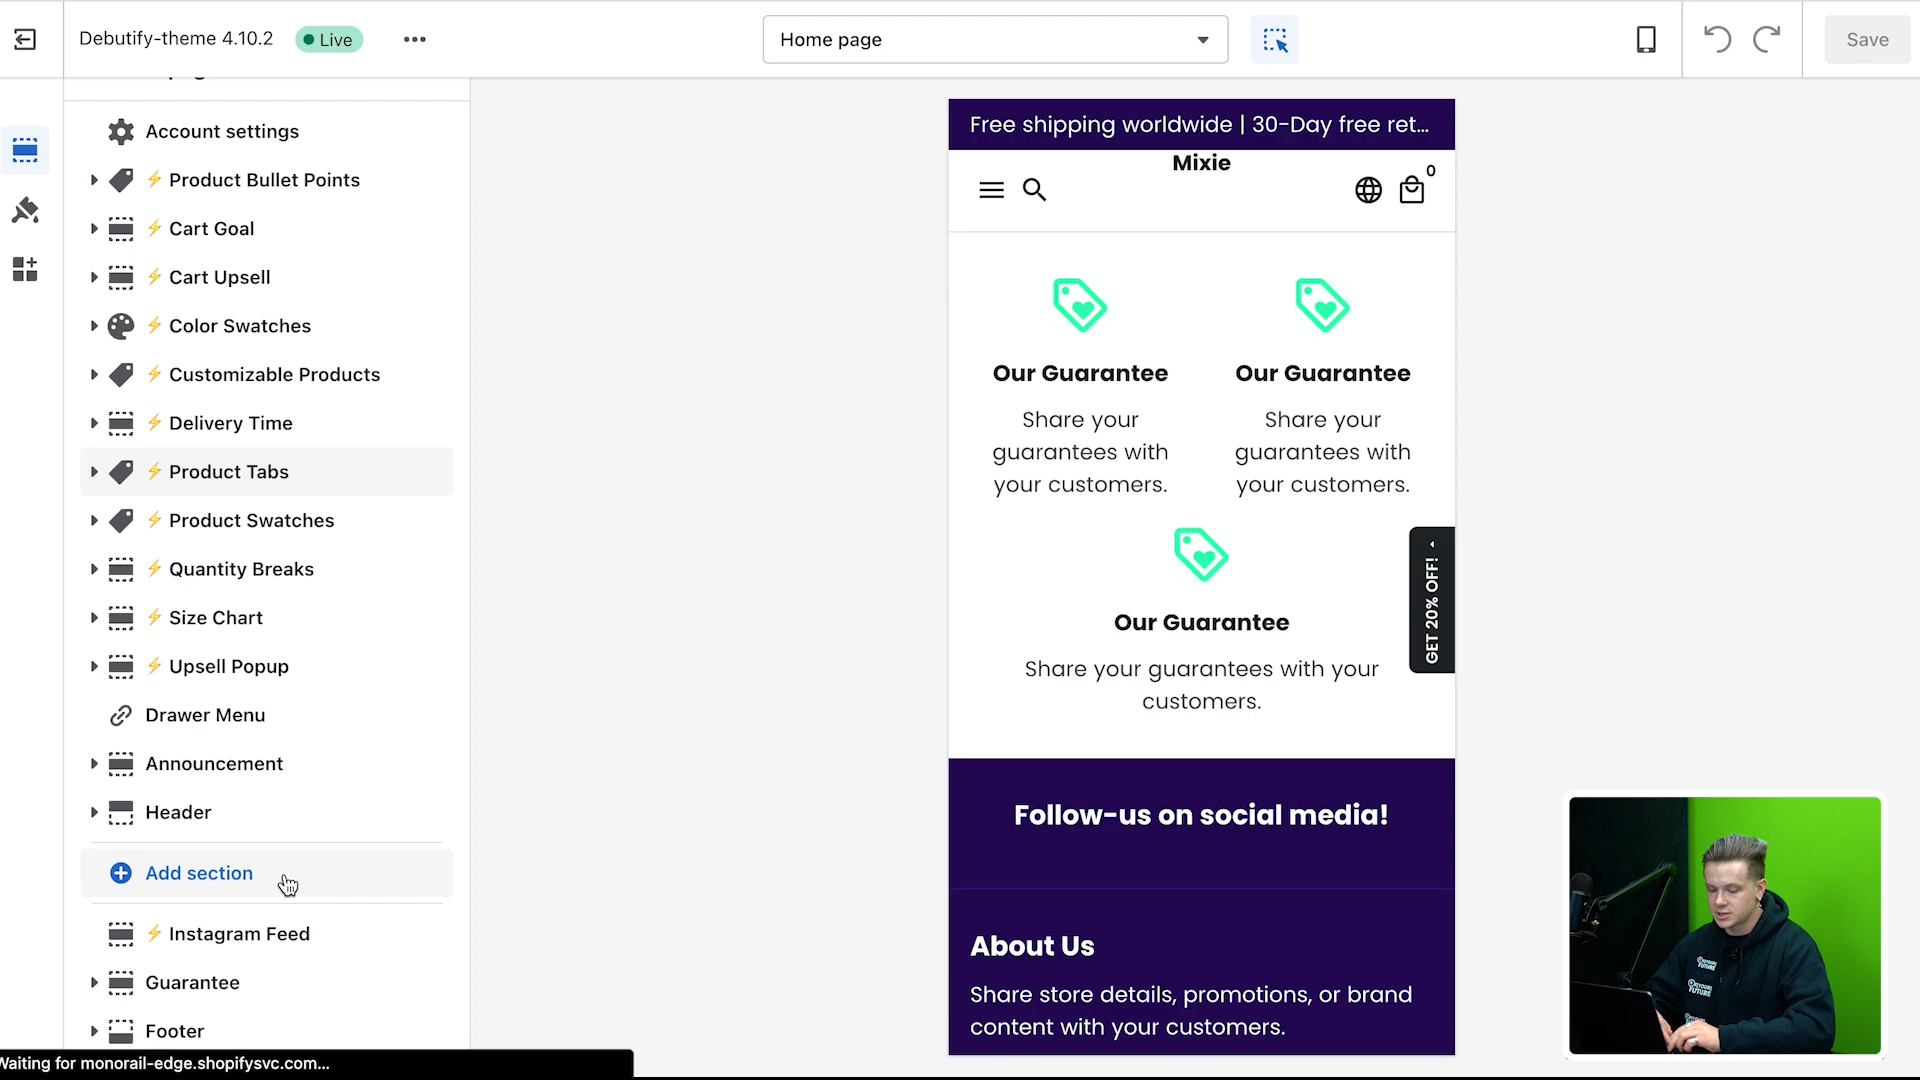 Debutify-theme 4.10.2
Live
Home page
Save
Account settings
⚡ Product Bullet Points
⚡ Cart Goal
⚡ Cart Upsell
⚡ Color Swatches
⚡ Customizable Products
⚡ Delivery Time
⚡ Product Tabs
⚡ Product Swatches
⚡ Quantity Breaks
⚡ Size Chart
⚡ Upsell Popup
Drawer Menu
Announcement
Header
Add section
⚡ Instagram Feed
Guarantee
Footer
Waiting for monorail-edge.shopifysvc.com...
Free shipping worldwide | 30-Day free ret...
Mixie
0
Our Guarantee
Share your
guarantees with
your customers.
Our Guarantee
Share your
guarantees with
your customers.
Our Guarantee
Share your guarantees with your
customers.
GET 20% OFF!
Follow-us on social media!
About Us
Share store details, promotions, or brand
content with your customers.